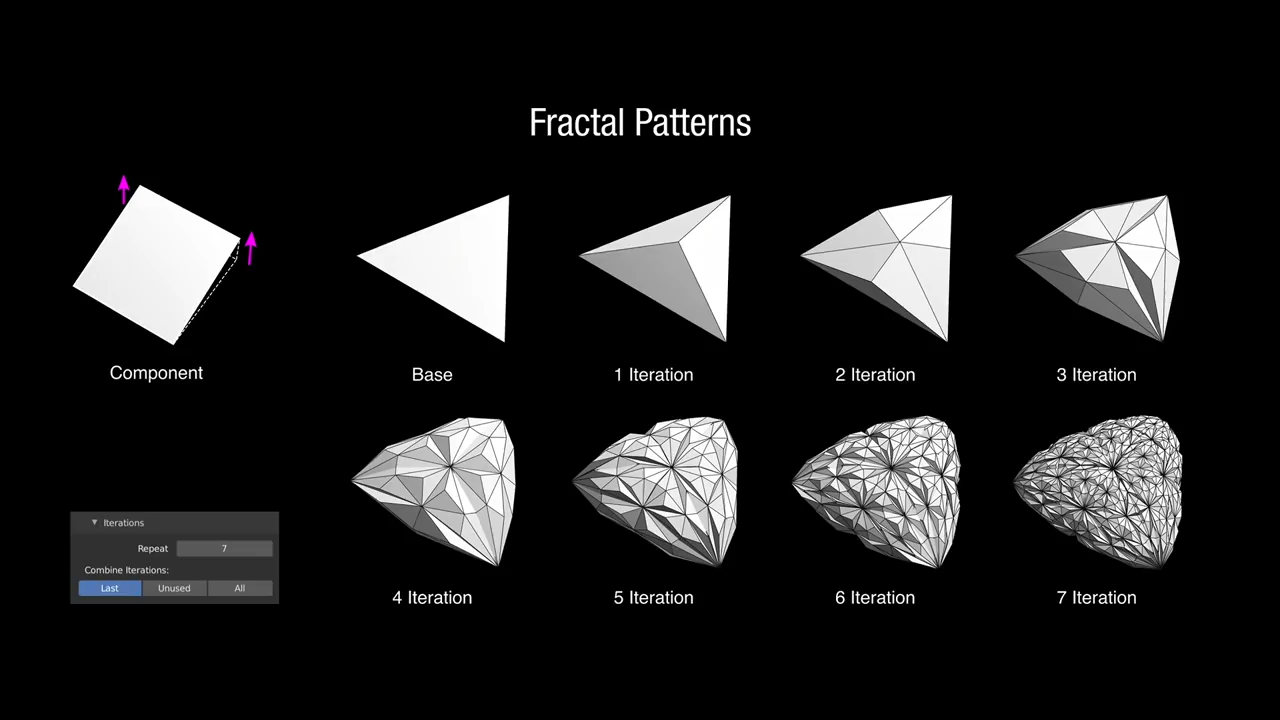 Fractal Patterns
Component
Base
1 Iteration
2 Iteration
3 Iteration
Iterations
Repeat 7
Combine Iterations:
Last Unused All
4 Iteration
5 Iteration
6 Iteration
7 Iteration